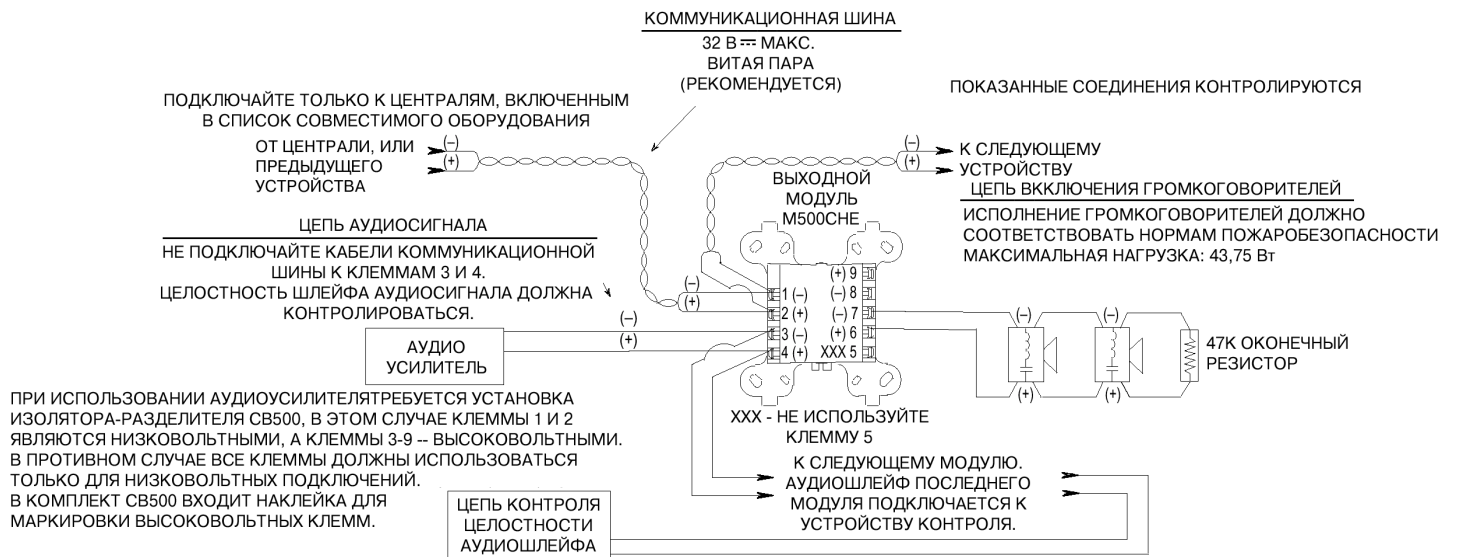 КОММУНИКАЦИОННАЯ ШИНА
32 В МАКС.
ВИТАЯ ПАРА
(РЕКОМЕНДУЕТСЯ)
ПОДКЛЮЧАЙТЕ ТОЛЬКО К ЦЕНТРАЛЯМ, ВКЛЮЧЕННЫМ
В СПИСОК СОВМЕСТИМОГО ОБОРУДОВАНИЯ
ОТ ЦЕНТРАЛИ, ИЛИ
ПРЕДЫДУЩЕГО
УСТРОЙСТВА
(–)
(+)
ПОКАЗАННЫЕ СОЕДИНЕНИЯ КОНТРОЛИРУЮТСЯ
(–)
(+)
К СЛЕДУЮЩЕМУ
УСТРОЙСТВУ
ВЫХОДНОЙ
МОДУЛЬ
M500CHE
ЦЕПЬ ВККЛЮЧЕНИЯ ГРОМКОГОВОРИТЕЛЕЙ
ИСПОЛНЕНИЕ ГРОМКОГОВОРИТЕЛЕЙ ДОЛЖНО
СООТВЕТСТВОВАТЬ НОРМАМ ПОЖАРОБЕЗОПАСНОСТИ
МАКСИМАЛЬНАЯ НАГРУЗКА: 43,75 Вт
ЦЕПЬ АУДИОСИГНАЛА
НЕ ПОДКЛЮЧАЙТЕ КАБЕЛИ КОММУНИКАЦИОННОЙ
ШИНЫ К КЛЕММАМ 3 И 4.
ЦЕЛОСТНОСТЬ ШЛЕЙФА АУДИОСИГНАЛА ДОЛЖНА
КОНТРОЛИРОВАТЬСЯ.
(–)
(+)
(–)
(+)
1 (–)
2 (+)
3 (–)
4 (+)
(+) 9
(–) 8
(–) 7
(+) 6
XXX 5
(–)
(–)
(+)
(+)
47К ОКОНЕЧНЫЙ
РЕЗИСТОР
АУДИО
УСИЛИТЕЛЬ
ПРИ ИСПОЛЬЗОВАНИИ АУДИОУСИЛИТЕЛЯТРЕБУЕТСЯ УСТАНОВКА
ИЗОЛЯТОРА-РАЗДЕЛИТЕЛЯ СВ500, В ЭТОМ СЛУЧАЕ КЛЕММЫ 1 И 2
ЯВЛЯЮТСЯ НИЗКОВОЛЬТНЫМИ, А КЛЕММЫ 3-9 -- ВЫСОКОВОЛЬТНЫМИ.
В ПРОТИВНОМ СЛУЧАЕ ВСЕ КЛЕММЫ ДОЛЖНЫ ИСПОЛЬЗОВАТЬСЯ
ТОЛЬКО ДЛЯ НИЗКОВОЛЬТНЫХ ПОДКЛЮЧЕНИЙ.
В КОМПЛЕКТ СВ500 ВХОДИТ НАКЛЕЙКА ДЛЯ
МАРКИРОВКИ ВЫСОКОВОЛЬТНЫХ КЛЕММ.
XXX - НЕ ИСПОЛЬЗУЙТЕ
КЛЕММУ 5
К СЛЕДУЮЩЕМУ МОДУЛЮ.
АУДИОШЛЕЙФ ПОСЛЕДНЕГО
МОДУЛЯ ПОДКЛЮЧАЕТСЯ К
УСТРОЙСТВУ КОНТРОЛЯ.
ЦЕПЬ КОНТРОЛЯ
ЦЕЛОСТНОСТИ
АУДИОШЛЕЙФА